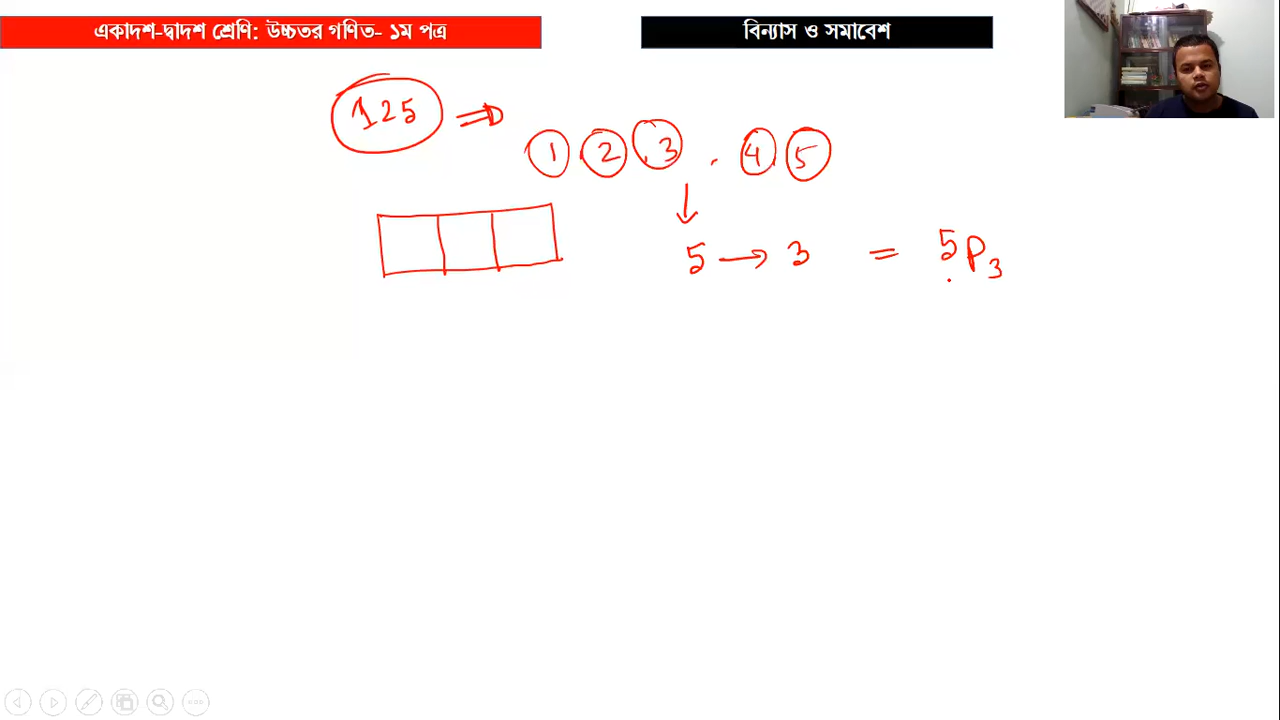 একাদশ-দ্বাদশ শ্রেণি: উচ্চতর গণিত- ১ম পত্র
বিন্যাস ও সমাবেশ
125 ⇒
1 2 3 . 4 5
↓
5 → 3 = 5P3